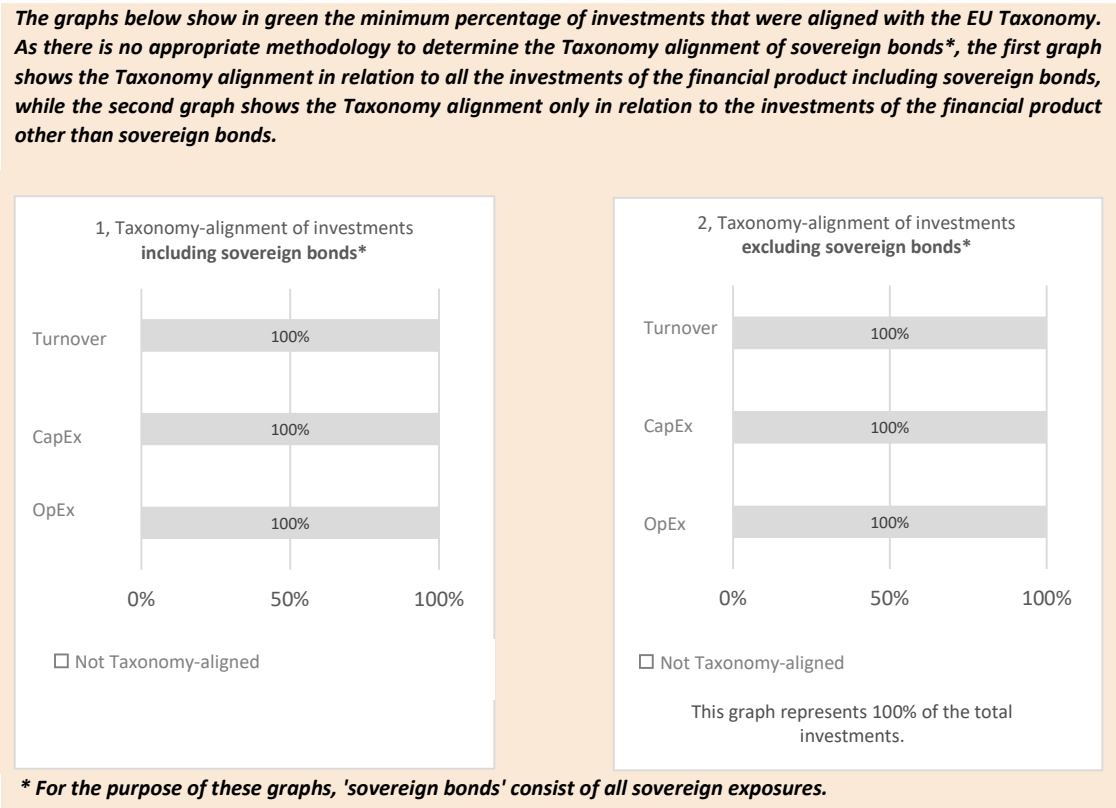 The graphs below show in green the minimum percentage of investments that were aligned with the EU Taxonomy.
As there is no appropriate methodology to determine the Taxonomy alignment of sovereign bonds*, the first graph
shows the Taxonomy alignment in relation to all the investments of the financial product including sovereign bonds,
while the second graph shows the Taxonomy alignment only in relation to the investments of the financial product
other than sovereign bonds.
1, Taxonomy-alignment of investments
including sovereign bonds*
Turnover
100%
CapEx
100%
OpEx
100%
0% 50% 100%
Not Taxonomy-aligned
2, Taxonomy-alignment of investments
excluding sovereign bonds*
Turnover
100%
CapEx
100%
OpEx
100%
0% 50% 100%
Not Taxonomy-aligned
This graph represents 100% of the total
investments.
* For the purpose of these graphs, 'sovereign bonds' consist of all sovereign exposures.